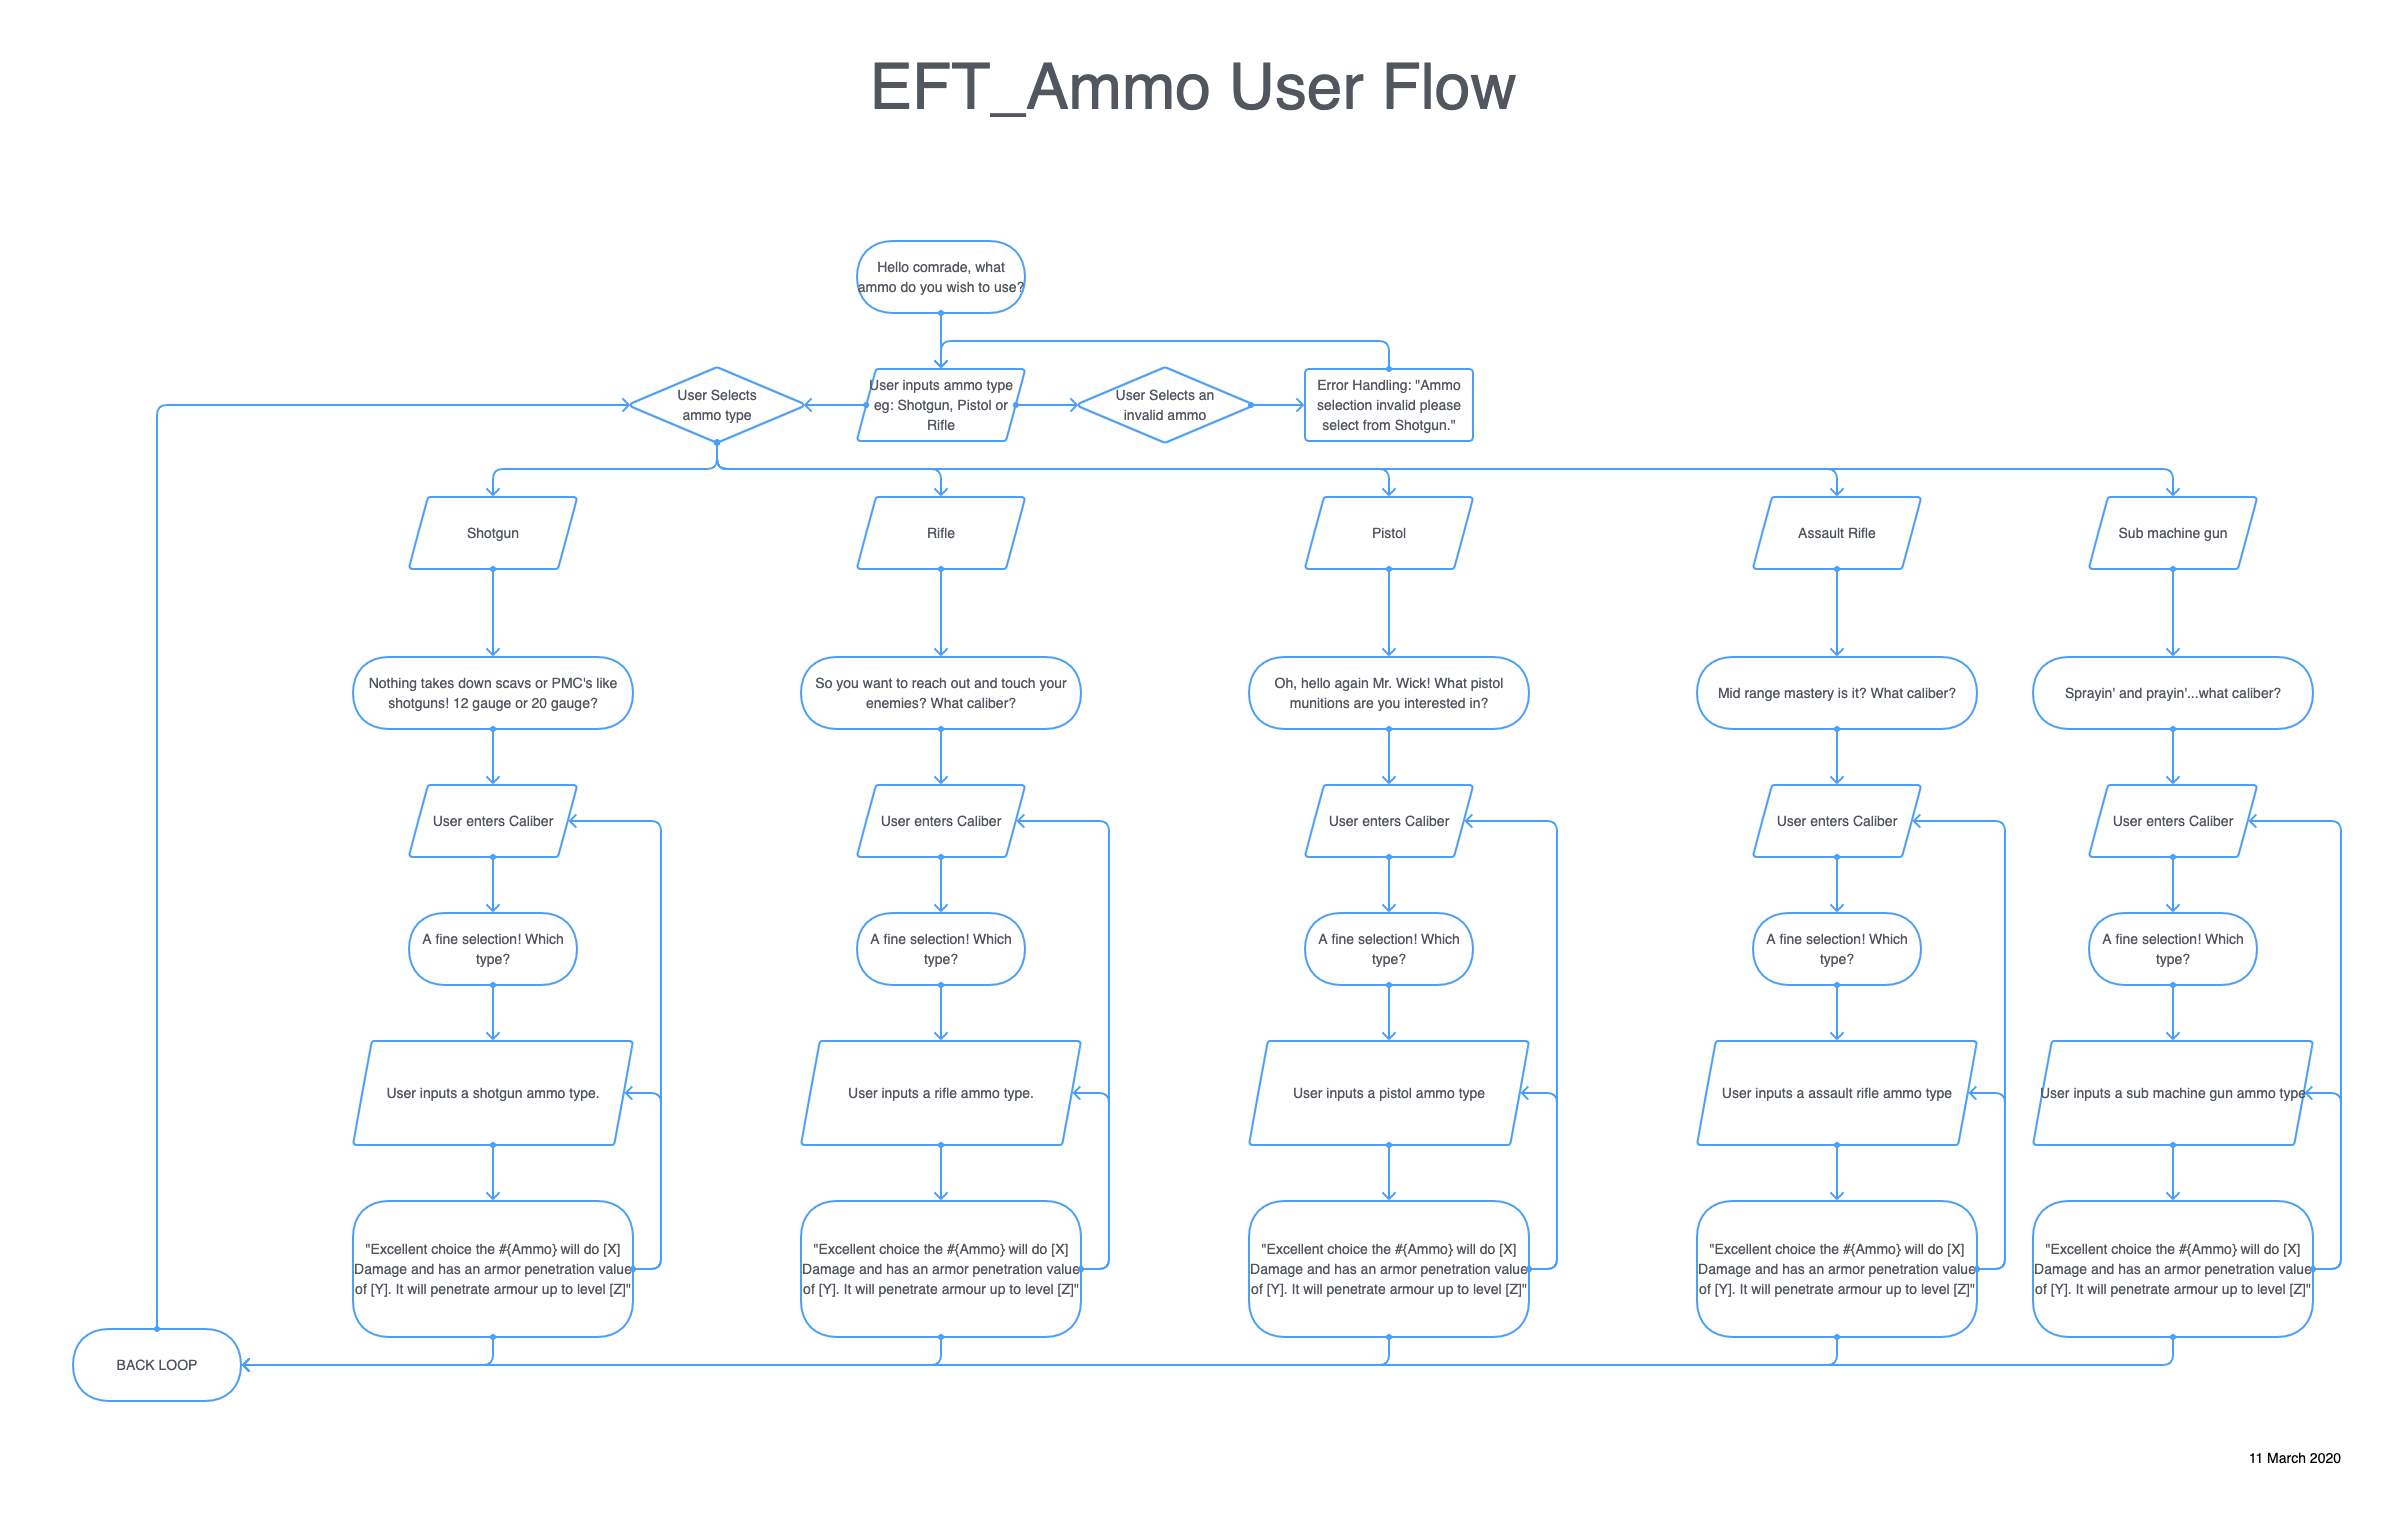 EFT_Ammo User Flow
Hello comrade, what
ammo do you wish to use?
User Selects
ammo type
User inputs ammo type
eg: Shotgun, Pistol or
Rifle
User Selects an
invalid ammo
Error Handling: "Ammo
selection invalid please
select from Shotgun."
Shotgun
Rifle
Pistol
Assault Rifle
Sub machine gun
Nothing takes down scavs or PMC's like
shotguns! 12 gauge or 20 gauge?
So you want to reach out and touch your
enemies? What caliber?
Oh, hello again Mr. Wick! What pistol
munitions are you interested in?
Mid range mastery is it? What caliber?
Sprayin' and prayin'...what caliber?
User enters Caliber
User enters Caliber
User enters Caliber
User enters Caliber
User enters Caliber
A fine selection! Which
type?
A fine selection! Which
type?
A fine selection! Which
type?
A fine selection! Which
type?
A fine selection! Which
type?
User inputs a shotgun ammo type.
User inputs a rifle ammo type.
User inputs a pistol ammo type
User inputs a assault rifle ammo type
User inputs a sub machine gun ammo type
"Excellent choice the #{Ammo} will do [X]
Damage and has an armor penetration value
of [Y]. It will penetrate armour up to level [Z]"
"Excellent choice the #{Ammo} will do [X]
Damage and has an armor penetration value
of [Y]. It will penetrate armour up to level [Z]"
"Excellent choice the #{Ammo} will do [X]
Damage and has an armor penetration value
of [Y]. It will penetrate armour up to level [Z]"
"Excellent choice the #{Ammo} will do [X]
Damage and has an armor penetration value
of [Y]. It will penetrate armour up to level [Z]"
"Excellent choice the #{Ammo} will do [X]
Damage and has an armor penetration value
of [Y]. It will penetrate armour up to level [Z]"
BACK LOOP
11 March 2020